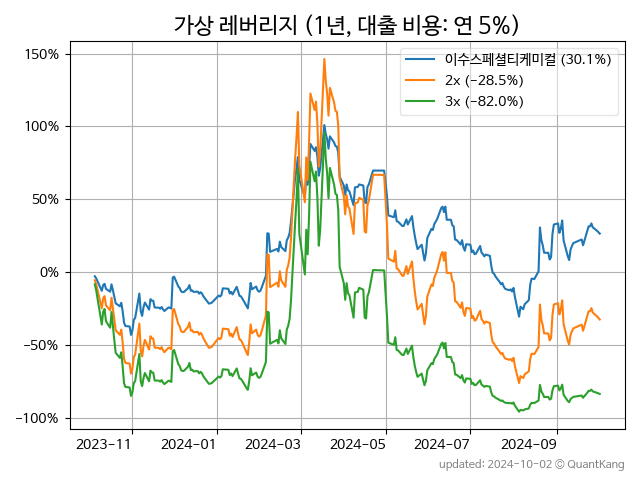 가상 레버리지 (1년, 대출 비용: 연 5%)
이수스페셜티케미컬 (30.1%)
2x (−28.5%)
3x (−82.0%)
150%
100%
50%
0%
−50%
−100%
2023-11 2024-01 2024-03 2024-05 2024-07 2024-09
updated: 2024-10-02 © QuantKang